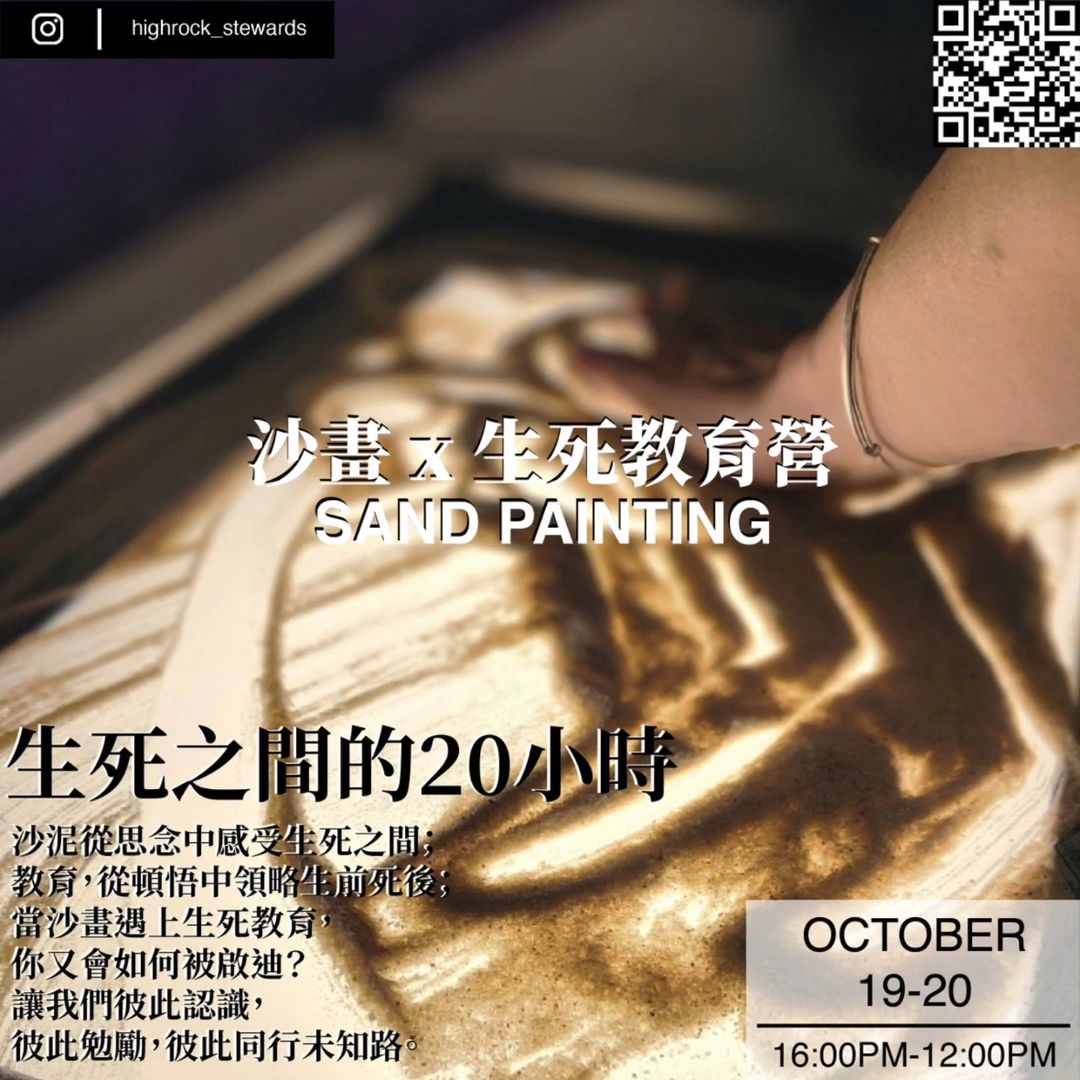 highrock_stewards
沙畫 x 生死教育營
SAND PAINTING
生死之間的20小時
沙泥從思念中感受生死之間；
教育，從頓悟中領略生前死後；
當沙畫遇上生死教育，
你又會如何被啟迪？
讓我們彼此認識，
彼此勉勵，彼此同行未知路。
OCTOBER
19-20
16:00PM-12:00PM